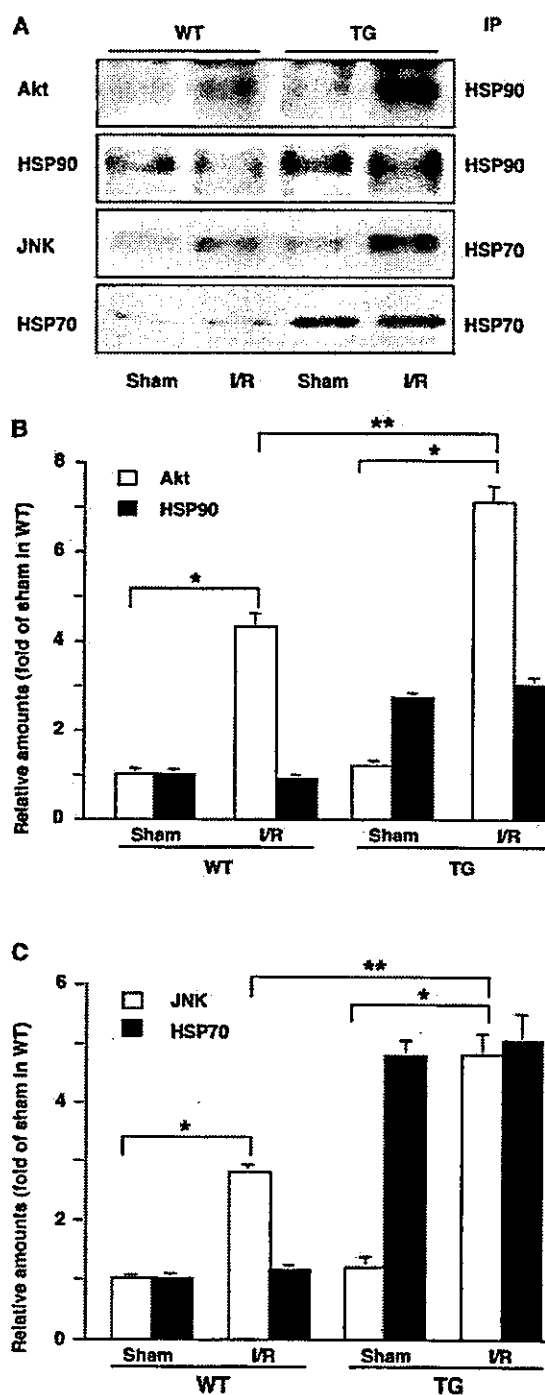 A
WT TG IP
Akt HSP90
HSP90 HSP90
JNK HSP70
HSP70 HSP70
Sham I/R Sham I/R
B
**
*
*
Akt
HSP90
Relative amounts (fold of sham in WT)
8
6
4
2
0
Sham I/R Sham I/R
WT TG
C
**
*
*
JNK
HSP70
Relative amounts (fold of sham in WT)
6
4
2
0
Sham I/R Sham I/R
WT TG